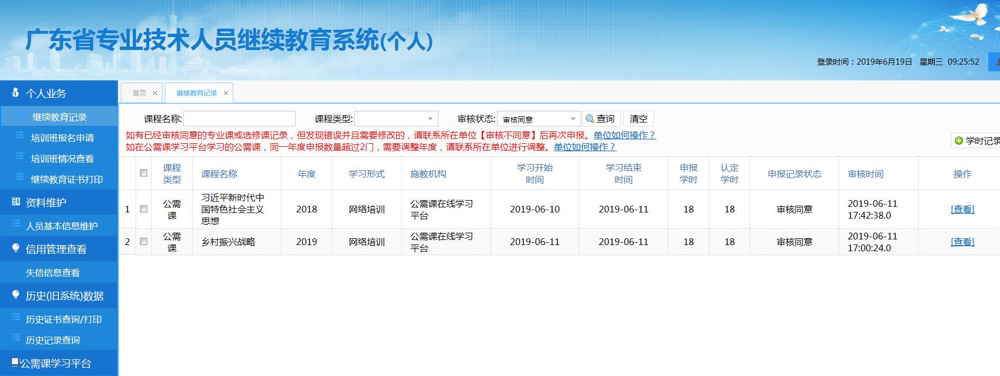 广东省专业技术人员继续教育系统(个人)
登录时间：2019年6月19日 星期三 09:25:52
个人业务
继续教育记录
培训班报名申请
培训班情况查看
继续教育证书打印
资料维护
人员基本信息维护
信用管理查看
失信信息查看
历史(旧系统)数据
历史证书查询/打印
历史记录查询
公需课学习平台
首页 × 继续教育记录 ×
课程名称: 课程类型: 审核状态: 审核同意 查询 清空
如有已经审核同意的专业课或选修课记录，但发现错误并且需要修改的，请联系所在单位【审核不同意】后再次申报。单位如何操作？
如在公需课学习平台学习的公需课，同一年度申报数量超过2门，需要调整年度，请联系所在单位进行调整。单位如何操作？
学时记录
课程类型 课程名称 年度 学习形式 施教机构 学习开始时间 学习结束时间 申报学时 认定学时 申报记录状态 审核时间 操作
1 公需课 习近平新时代中国特色社会主义思想 2018 网络培训 公需课在线学习平台 2019-06-10 2019-06-11 18 18 审核同意 2019-06-11 17:42:38.0 [查看]
2 公需课 乡村振兴战略 2019 网络培训 公需课在线学习平台 2019-06-11 2019-06-11 18 18 审核同意 2019-06-11 17:00:24.0 [查看]